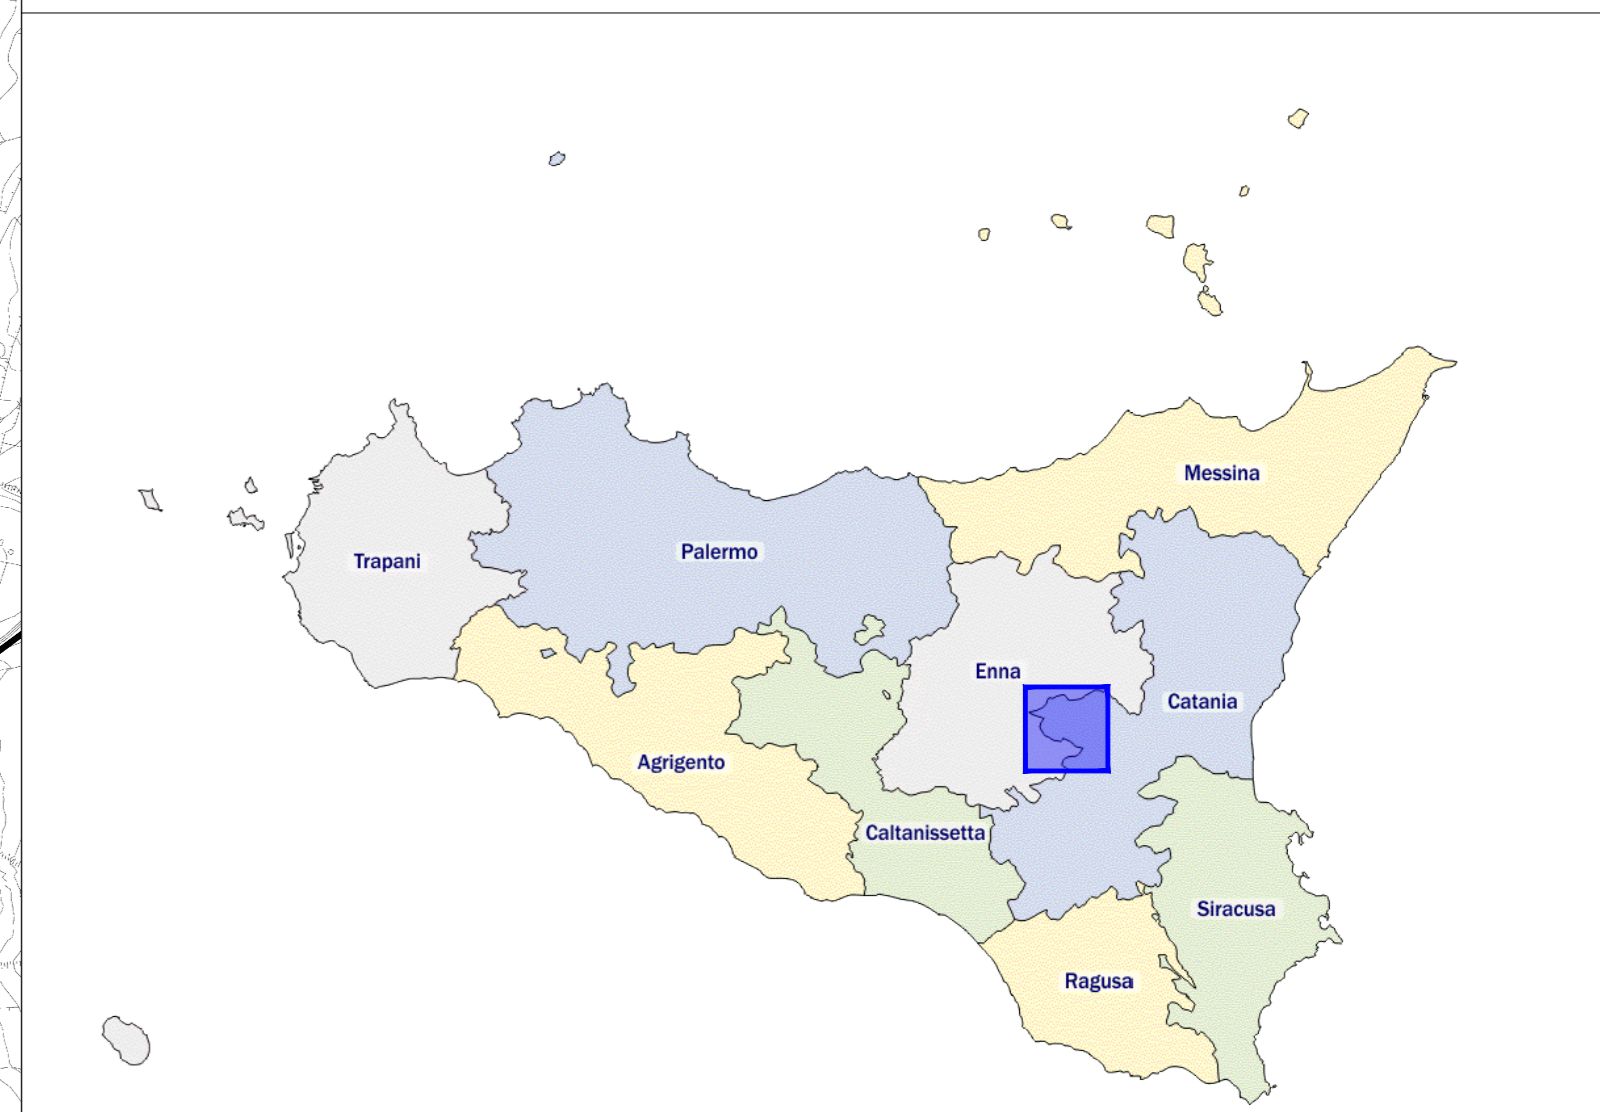 Messina
Palermo
Trapani
Enna
Catania
Agrigento
Caltanissetta
Siracusa
Ragusa